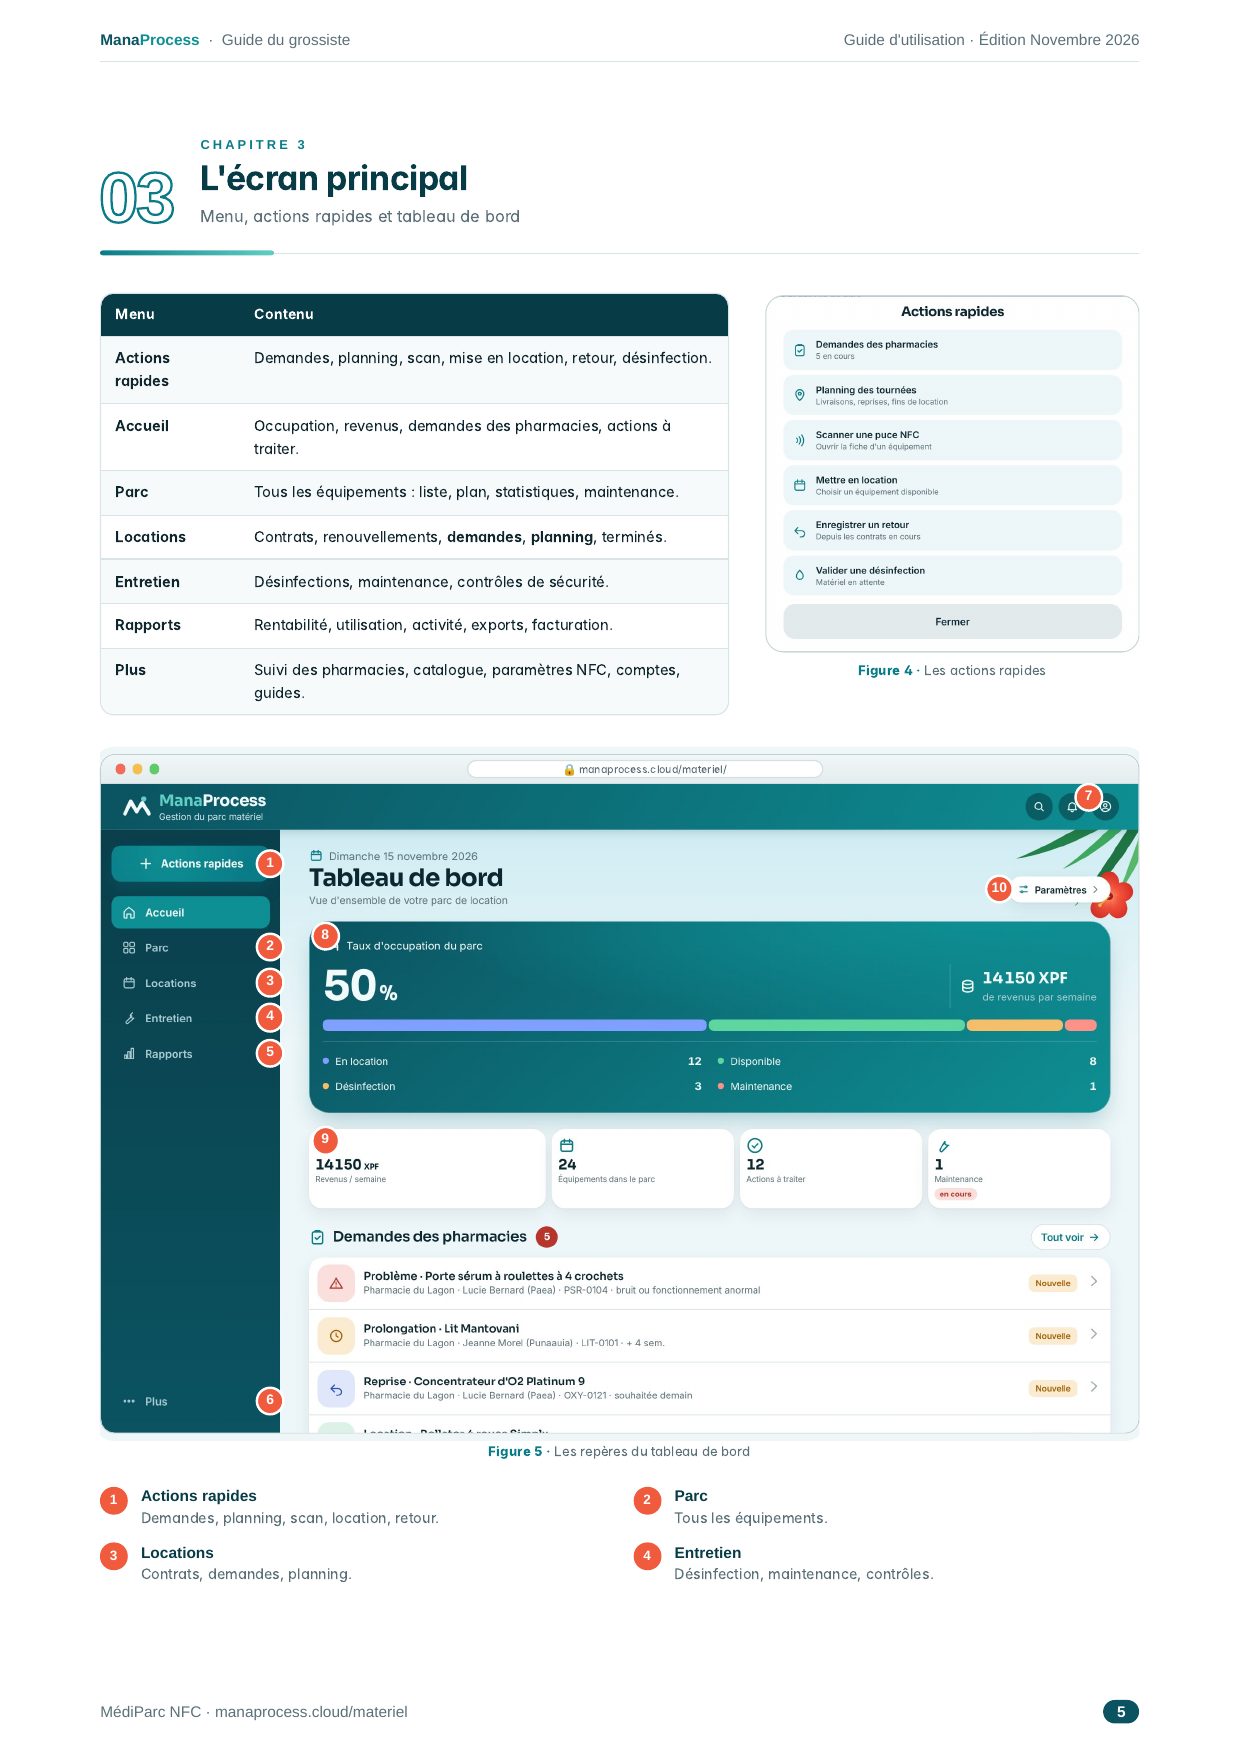 ManaProcess · Guide du grossiste
Guide d'utilisation · Édition Novembre 2026
CHAPITRE 3
03
L'écran principal
Menu, actions rapides et tableau de bord
Menu Contenu
Actions rapides Demandes, planning, scan, mise en location, retour, désinfection.
Accueil Occupation, revenus, demandes des pharmacies, actions à
traiter.
Parc Tous les équipements : liste, plan, statistiques, maintenance.
Locations Contrats, renouvellements, demandes, planning, terminés.
Entretien Désinfections, maintenance, contrôles de sécurité.
Rapports Rentabilité, utilisation, activité, exports, facturation.
Plus Suivi des pharmacies, catalogue, paramètres NFC, comptes,
guides.
Actions rapides
Demandes des pharmacies
5 en cours
Planning des tournées
Livraisons, reprises, fins de location
Scanner une puce NFC
Ouvrir la fiche d'un équipement
Mettre en location
Choisir un équipement disponible
Enregistrer un retour
Depuis les contrats en cours
Valider une désinfection
Matériel en attente
Fermer
Figure 4 · Les actions rapides
manaprocess.cloud/materiel/
ManaProcess
Gestion du parc matériel
7
Actions rapides 1
Accueil
Parc 2
Locations 3
Entretien 4
Rapports 5
Plus 6
Dimanche 15 novembre 2026
Tableau de bord
Vue d'ensemble de votre parc de location
10 Paramètres
8
Taux d'occupation du parc
50 %
14 150 XPF
de revenus par semaine
En location 12
Disponible 8
Désinfection 3
Maintenance 1
9
14 150 XPF
Revenus / semaine
24
Équipements dans le parc
12
Actions à traiter
1
Maintenance
en cours
Demandes des pharmacies 5
Tout voir →
Problème · Porte sérum à roulettes à 4 crochets
Pharmacie du Lagon · Lucie Bernard (Paea) · PSR-0104 · bruit ou fonctionnement anormal
Nouvelle
Prolongation · Lit Mantovani
Pharmacie du Lagon · Jeanne Morel (Punaauia) · LIT-0101 · + 4 sem.
Nouvelle
Reprise · Concentrateur d'O2 Platinum 9
Pharmacie du Lagon · Lucie Bernard (Paea) · OXY-0121 · souhaitée demain
Nouvelle
Figure 5 · Les repères du tableau de bord
1 Actions rapides
Demandes, planning, scan, location, retour.
2 Parc
Tous les équipements.
3 Locations
Contrats, demandes, planning.
4 Entretien
Désinfection, maintenance, contrôles.
MédiParc NFC · manaprocess.cloud/materiel
5